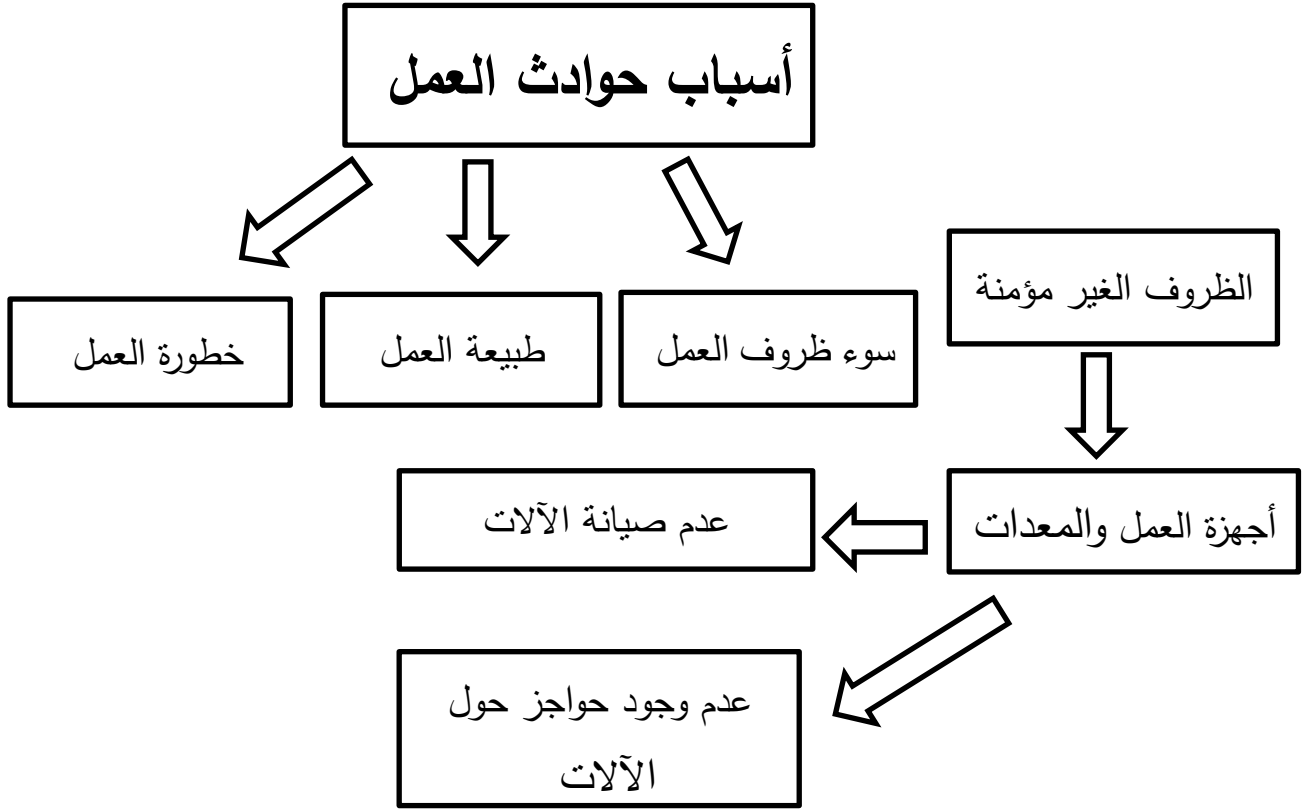 أسباب حوادث العمل
الظروف الغير مؤمنة
سوء ظروف العمل
طبيعة العمل
خطورة العمل
أجهزة العمل والمعدات
عدم صيانة الآلات
عدم وجود حواجز حول
الآلات